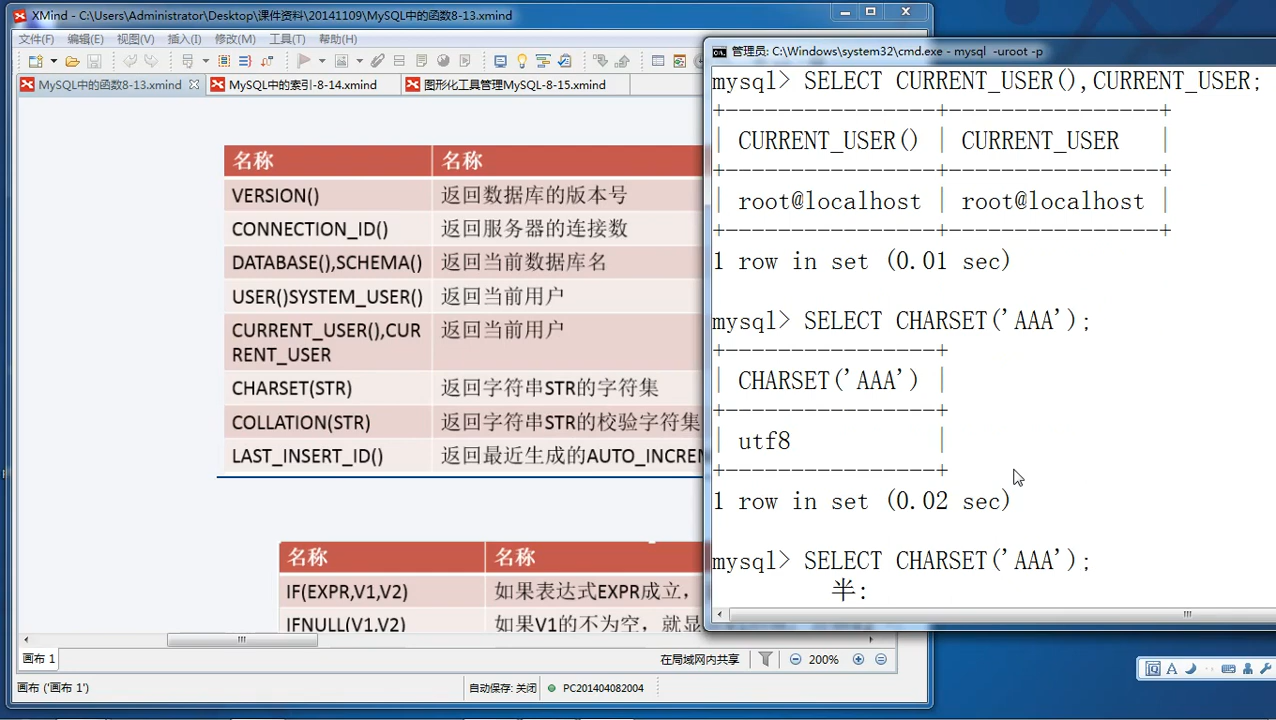 XMind - C:\Users\Administrator\Desktop\课件资料\20141109\MySQL中的函数8-13.xmind
文件(F) 编辑(E) 视图(V) 插入(I) 修改(M) 工具(T) 帮助(H)
MySQL中的函数8-13.xmind MySQL中的索引-8-14.xmind 图形化工具管理MySQL-8-15.xmind
名称 名称
VERSION() 返回数据库的版本号
CONNECTION_ID() 返回服务器的连接数
DATABASE(),SCHEMA() 返回当前数据库名
USER()SYSTEM_USER() 返回当前用户
CURRENT_USER(),CUR 返回当前用户
RENT_USER
CHARSET(STR) 返回字符串STR的字符集
COLLATION(STR) 返回字符串STR的校验字符集
LAST_INSERT_ID() 返回最近生成的AUTO_INCREM
名称 名称
IF(EXPR,V1,V2) 如果表达式EXPR成立,
IFNULL(V1,V2) 如果V1的不为空，就显
画布 1
在局域网内共享 200%
画布 ('画布 1') 自动保存: 关闭 PC201404082004
管理员: C:\Windows\system32\cmd.exe - mysql -uroot -p
mysql> SELECT CURRENT_USER(),CURRENT_USER;
+----------------+----------------+
| CURRENT_USER() | CURRENT_USER   |
+----------------+----------------+
| root@localhost | root@localhost |
+----------------+----------------+
1 row in set (0.01 sec)
mysql> SELECT CHARSET('AAA');
+----------------+
| CHARSET('AAA') |
+----------------+
| utf8           |
+----------------+
1 row in set (0.02 sec)
mysql> SELECT CHARSET('AAA');
半: